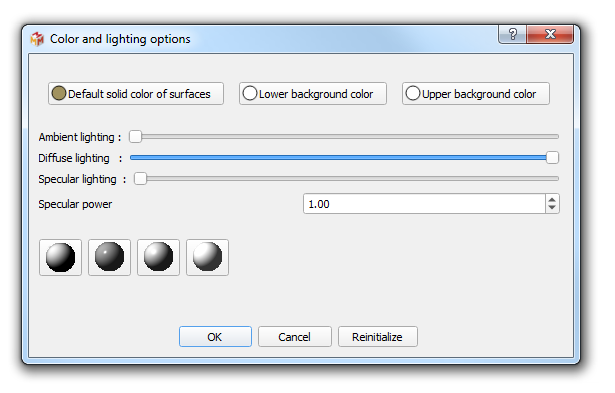 Color and lighting options
?
Default solid color of surfaces Lower background color Upper background color
Ambient lighting :
Diffuse lighting :
Specular lighting :
Specular power 1.00
OK Cancel Reinitialize